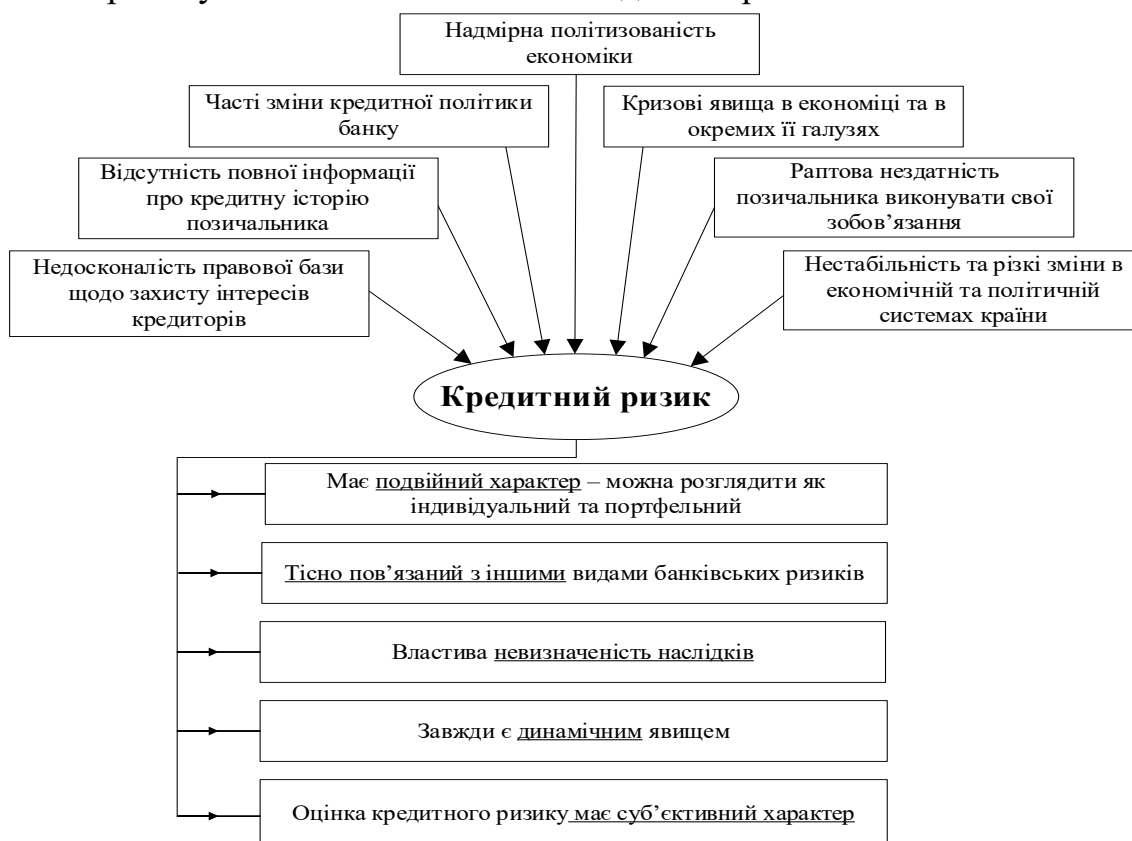 Надмірна політизованість
економіки
Часті зміни кредитної політики
банку
Кризові явища в економіці та в
окремих її галузях
Відсутність повної інформації
про кредитну історію
позичальника
Раптова нездатність
позичальника виконувати свої
зобов’язання
Недосконалість правової бази
щодо захисту інтересів
кредиторів
Нестабільність та різкі зміни в
економічній та політичній
системах країни
Кредитний ризик
Має подвійний характер – можна розглядити як
індивідуальний та портфельний
Тісно пов’язаний з іншими видами банківських ризиків
Властива невизначеність наслідків
Завжди є динамічним явищем
Оцінка кредитного ризику має суб’єктивний характер